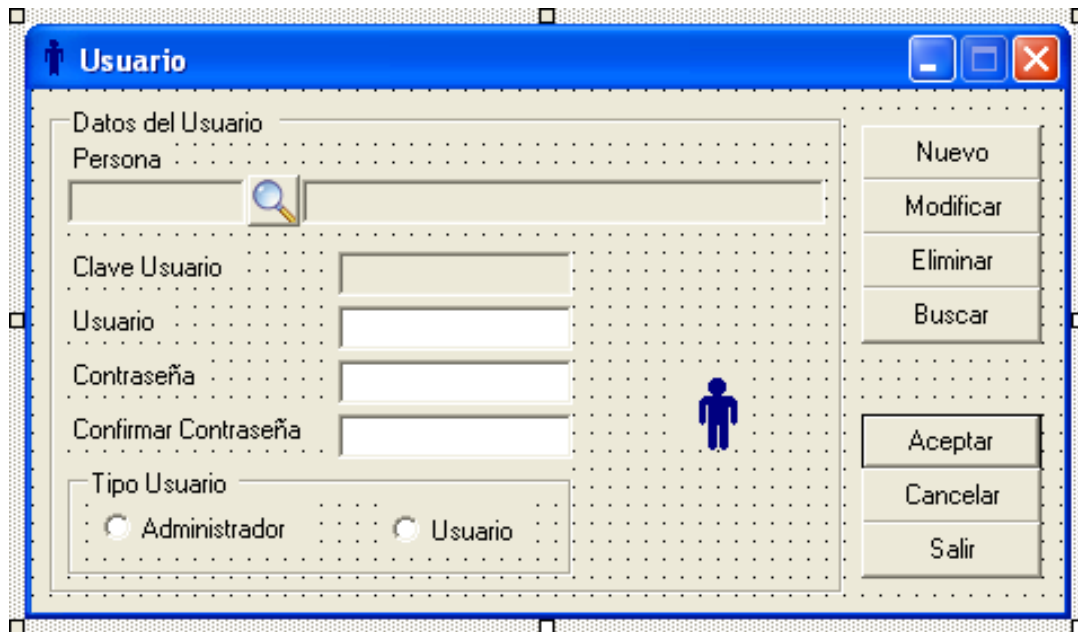 Usuario
Datos del Usuario
Persona
Clave Usuario
Usuario
Contraseña
Confirmar Contraseña
Tipo Usuario
Administrador
Usuario
Nuevo
Modificar
Eliminar
Buscar
Aceptar
Cancelar
Salir